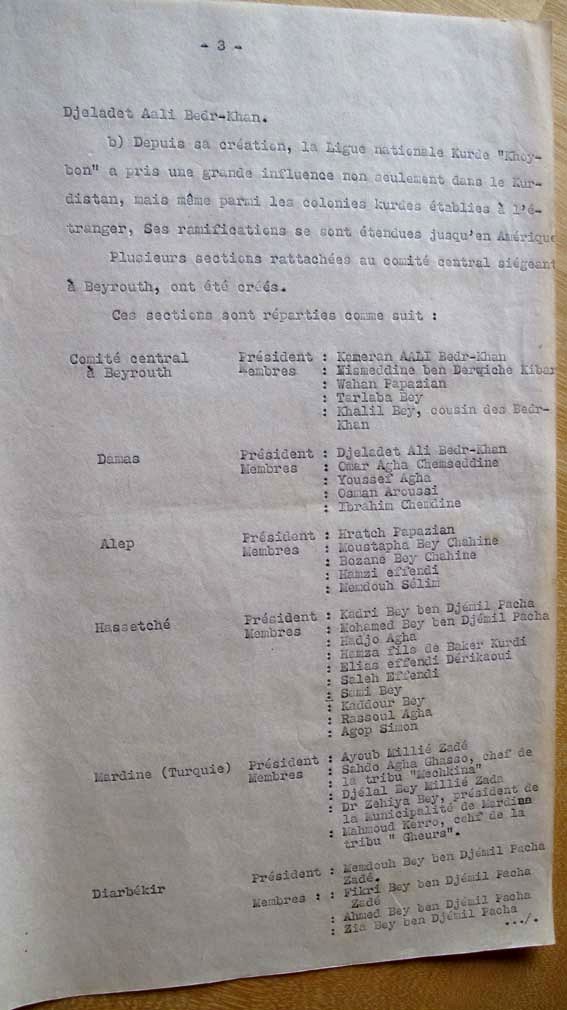 - 3 -
Djeladet Aali Bedr-Khan.
b) Depuis sa création, la Ligue nationale Kurde "Khoy-
bon" a pris une grande influence non seulement dans le Kur-
distan, mais même parmi les colonies kurdes établies à l'é-
tranger, Ses ramifications se sont étendues jusqu'en Amérique
Plusieurs sections rattachées au comité central siégeant
à Beyrouth, ont été créés.
Ces sections sont réparties comme suit :
Comité central Président : Kameran AALI Bedr-Khan
à Beyrouth Membres : Nismeddine ben Derwiche Kibar
: Wahan Papazian
: Tarlaba Bey
: Khalil Bey, cousin des Bedr-
Khan
Damas Président : Djeladet Ali Bedr-Khan
Membres : Omar Agha Chemseddine
: Youssef Agha
: Osman Aroussi
: Ibrahim Chemdine
Alep Président : Hratch Papazian
Membres : Moustapha Bey Chahine
: Bozane Bey Chahine
: Hamzi effendi
: Memdouh Sélim
Hassetché Président : Kadri Bey ben Djémil Pacha
Membres : Mohamed Bey ben Djémil Pacha
: Hadjo Agha
: Hamza fils de Baker Kurdi
: Elias effendi Dérikaoui
: Saleh Effendi
: Sami Bey
: Kaddour Bey
: Rassoul Agha
: Agop Simon
Mardine (Turquie) Président : Ayoub Millié Zadé
Membres : Sahdo Agha Ghasso, chef de
la tribu "Mechkina"
: Djélal Bey Millié Zada
: Dr Zehiya Bey, président de
la Municipalité de Mardina
: Mahmoud Kerro, cehf de la
tribu " Gheurs".
Diarbékir Président : Memdouh Bey ben Djémil Pacha
Zadé.
Membres : : Fikri Bey ben Djémil Pacha
Zadé
: Ahmed Bey ben Djémil Pacha
: Zia Bey ben Djémil Pacha
.../.